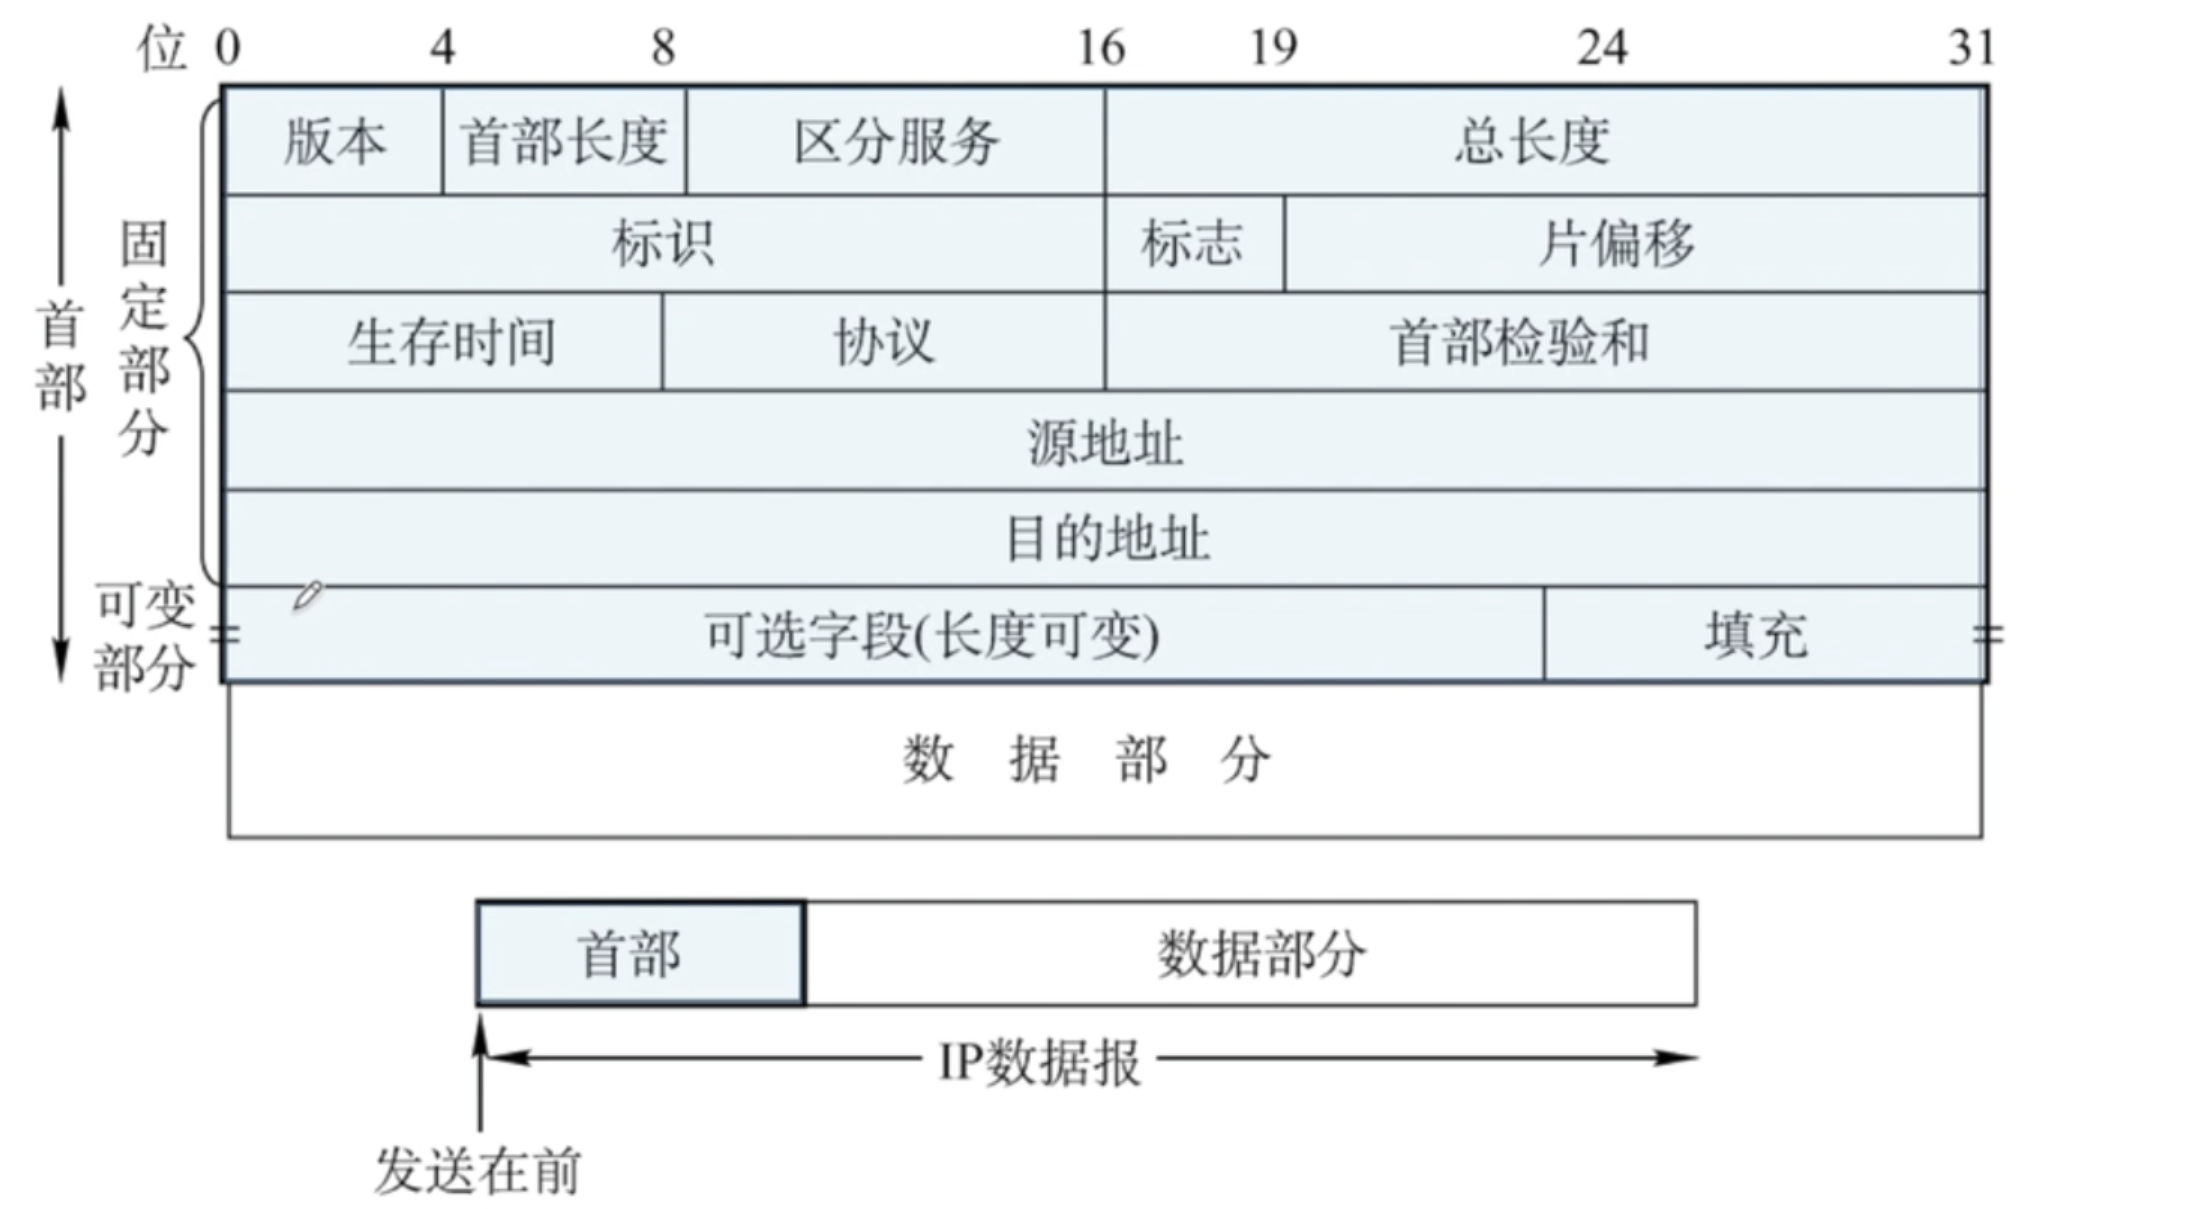 位 0 4 8 16 19 24 31
版本 首部长度 区分服务 总长度
标识 标志 片偏移
生存时间 协议 首部检验和
源地址
目的地址
可选字段(长度可变) 填充
首部
固定部分
可变
部分
数 据 部 分
首部 数据部分
IP数据报
发送在前